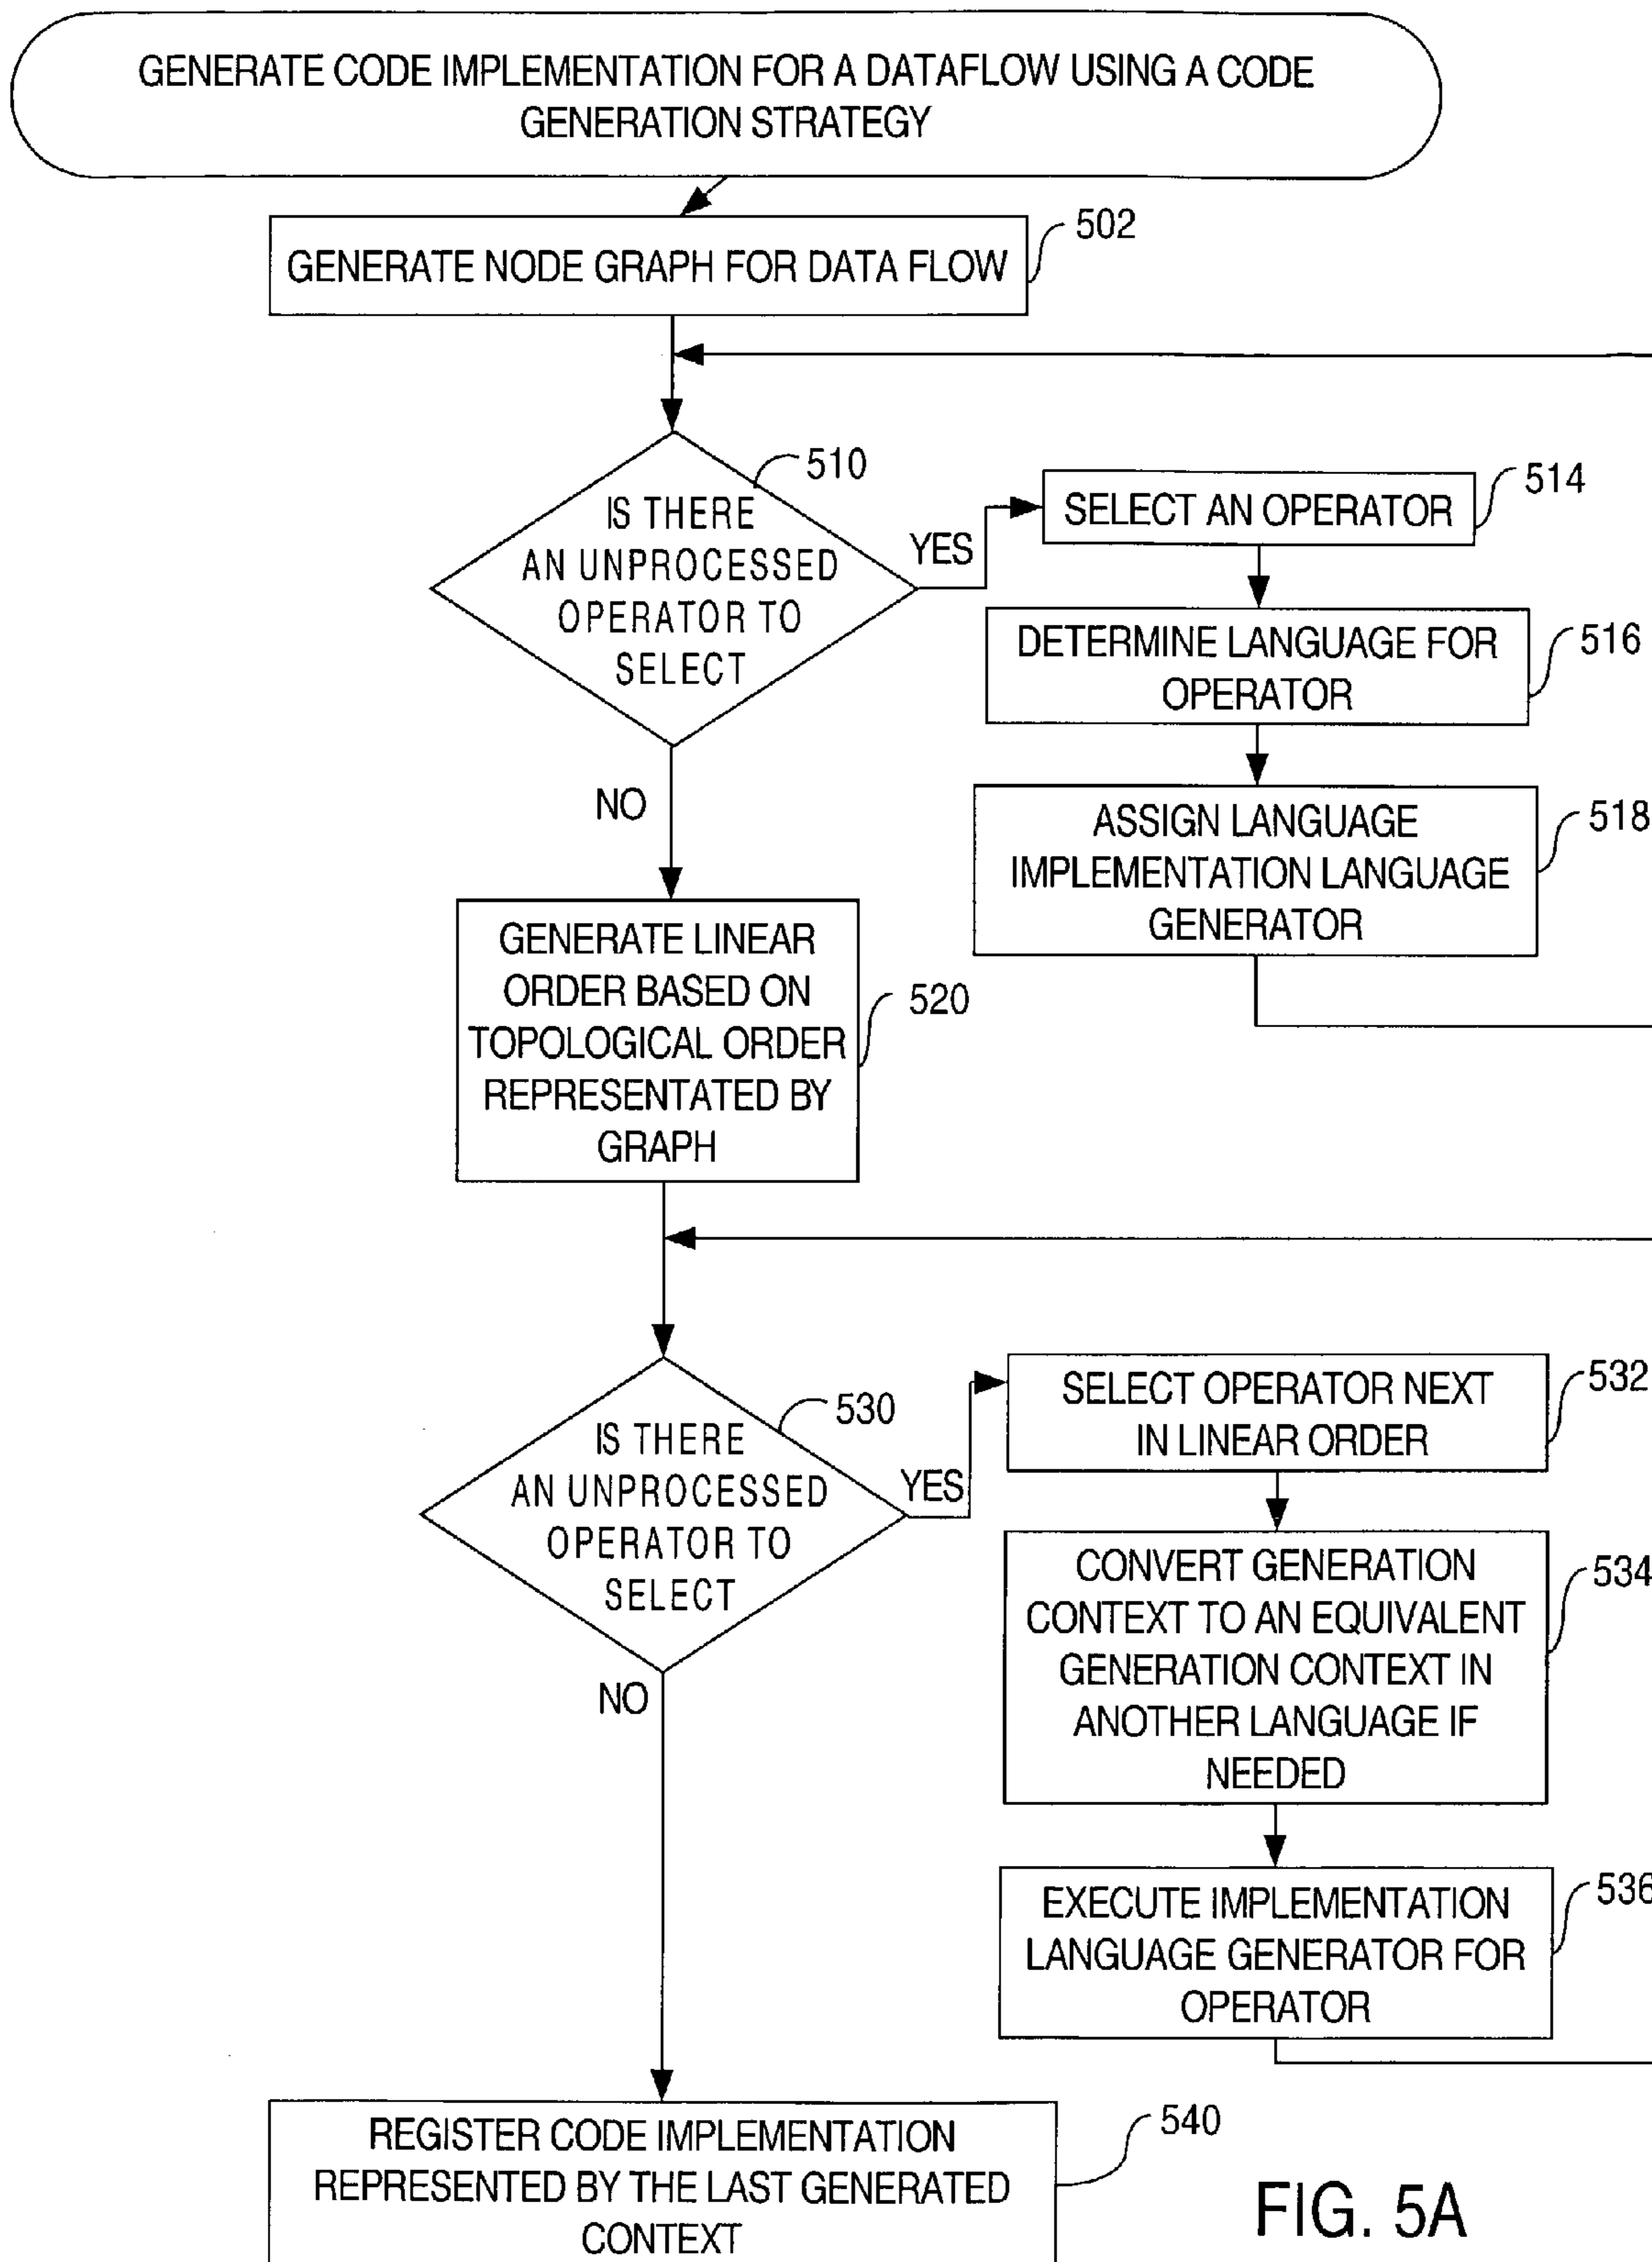 GENERATE CODE IMPLEMENTATION FOR A DATAFLOW USING A CODE
GENERATION STRATEGY
502
GENERATE NODE GRAPH FOR DATA FLOW
510
IS THERE
AN UNPROCESSED
OPERATOR TO
SELECT
YES
514
SELECT AN OPERATOR
516
DETERMINE LANGUAGE FOR
OPERATOR
518
ASSIGN LANGUAGE
IMPLEMENTATION LANGUAGE
GENERATOR
NO
GENERATE LINEAR
ORDER BASED ON
TOPOLOGICAL ORDER
REPRESENTATED BY
GRAPH
520
530
IS THERE
AN UNPROCESSED
OPERATOR TO
SELECT
YES
532
SELECT OPERATOR NEXT
IN LINEAR ORDER
534
CONVERT GENERATION
CONTEXT TO AN EQUIVALENT
GENERATION CONTEXT IN
ANOTHER LANGUAGE IF
NEEDED
536
EXECUTE IMPLEMENTATION
LANGUAGE GENERATOR FOR
OPERATOR
NO
540
REGISTER CODE IMPLEMENTATION
REPRESENTED BY THE LAST GENERATED
CONTEXT
FIG. 5A